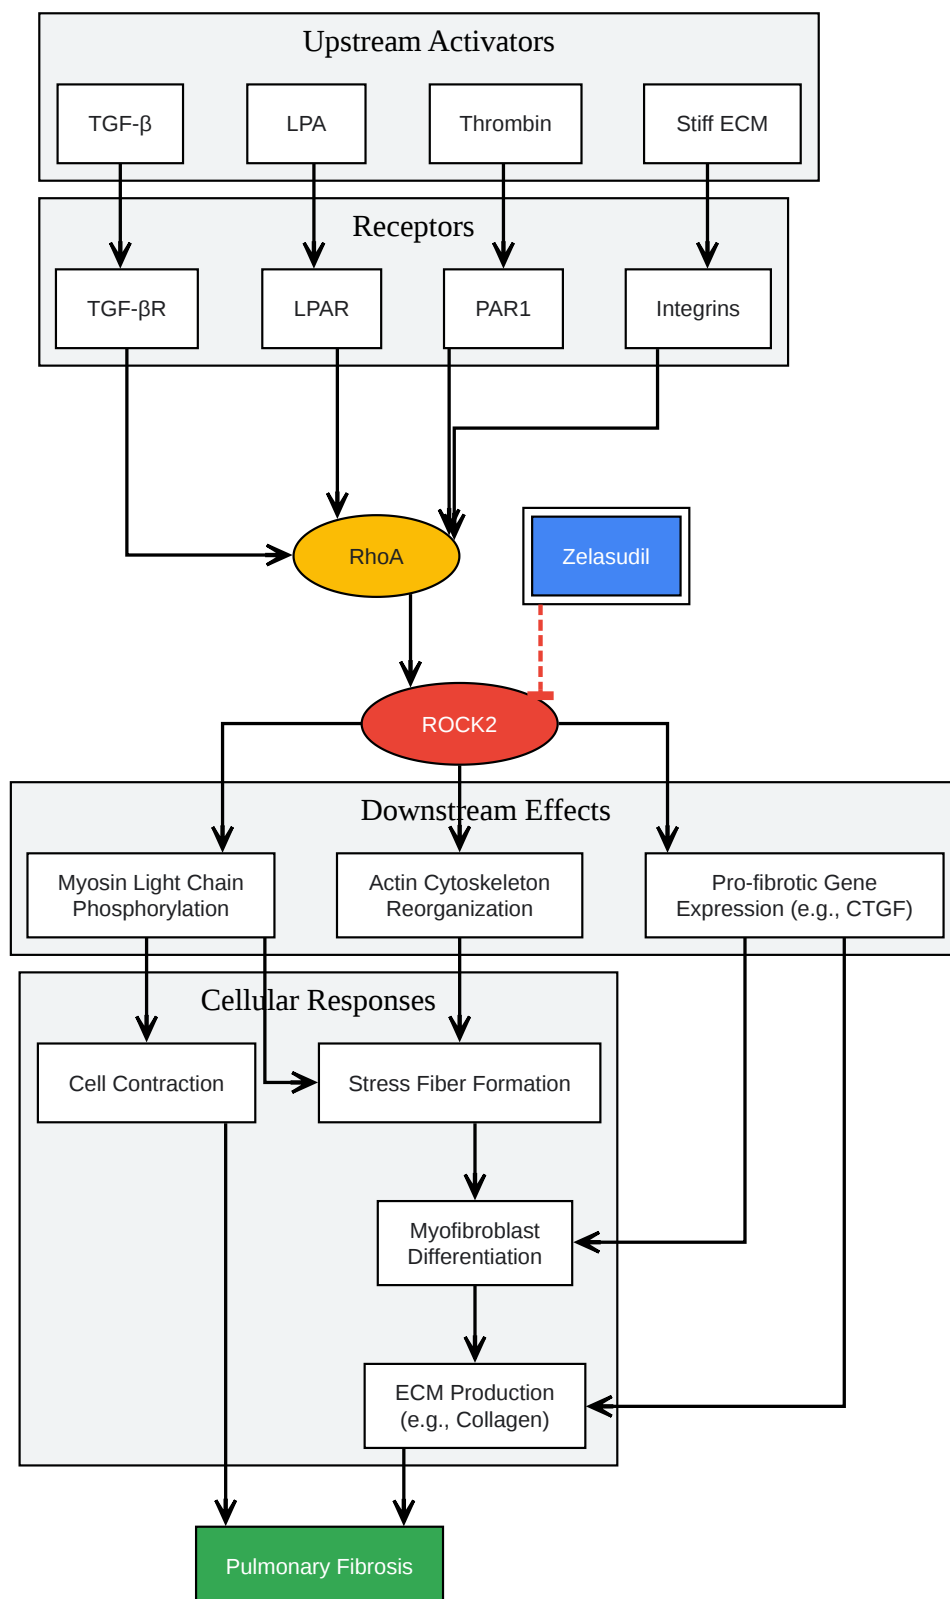 Upstream Activators
TGF-β
LPA
Thrombin
Stiff ECM
Receptors
TGF-βR
LPAR
PAR1
Integrins
RhoA
Zelasudil
ROCK2
Downstream Effects
Myosin Light Chain
Phosphorylation
Actin Cytoskeleton
Reorganization
Pro-fibrotic Gene
Expression (e.g., CTGF)
Cellular Responses
Cell Contraction
Stress Fiber Formation
Myofibroblast
Differentiation
ECM Production
(e.g., Collagen)
Pulmonary Fibrosis